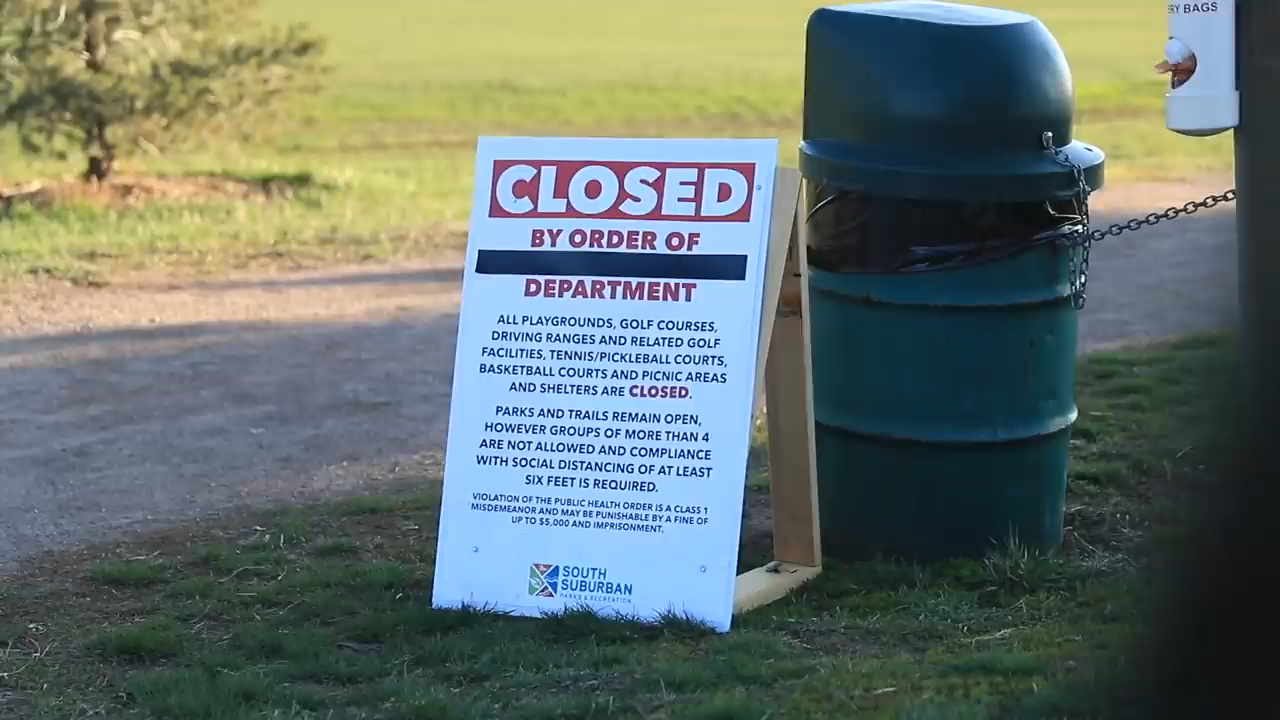 ERY BAGS
CLOSED
BY ORDER OF
DEPARTMENT
ALL PLAYGROUNDS, GOLF COURSES,
DRIVING RANGES AND RELATED GOLF
FACILITIES, TENNIS/PICKLEBALL COURTS,
BASKETBALL COURTS AND PICNIC AREAS
AND SHELTERS ARE CLOSED.
PARKS AND TRAILS REMAIN OPEN,
HOWEVER GROUPS OF MORE THAN 4
ARE NOT ALLOWED AND COMPLIANCE
WITH SOCIAL DISTANCING OF AT LEAST
SIX FEET IS REQUIRED.
VIOLATION OF THE PUBLIC HEALTH ORDER IS A CLASS 1
MISDEMEANOR AND MAY BE PUNISHABLE BY A FINE OF
UP TO $5,000 AND IMPRISONMENT.
SOUTH
SUBURBAN
PARKS & RECREATION